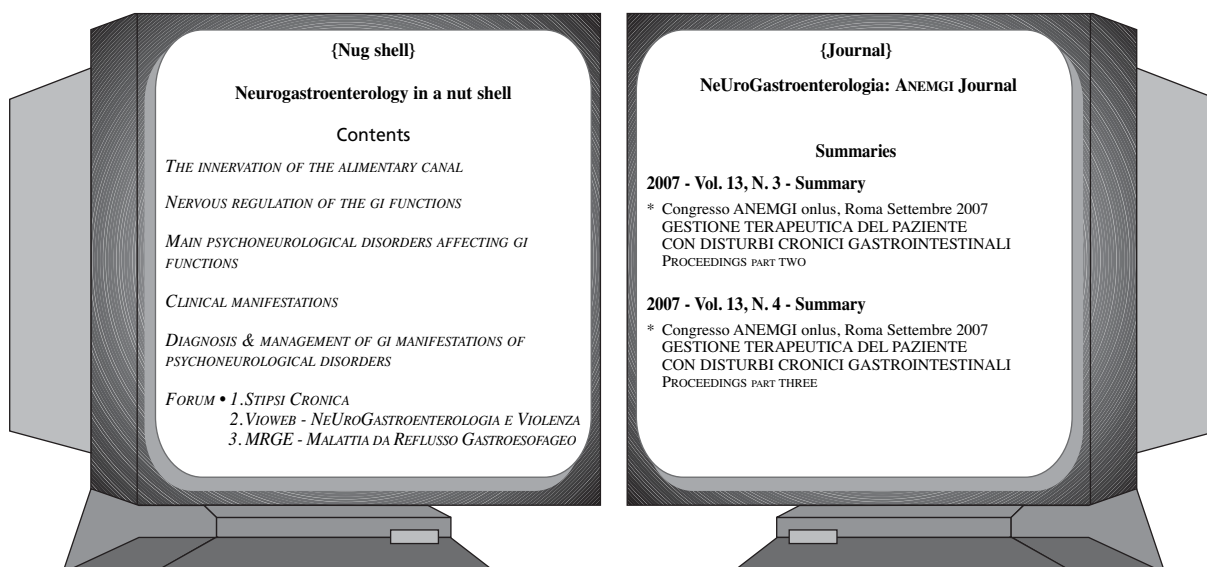 {Nug shell}
Neurogastroenterology in a nut shell
Contents
THE INNERVATION OF THE ALIMENTARY CANAL
NERVOUS REGULATION OF THE GI FUNCTIONS
MAIN PSYCHONEUROLOGICAL DISORDERS AFFECTING GI
FUNCTIONS
CLINICAL MANIFESTATIONS
DIAGNOSIS & MANAGEMENT OF GI MANIFESTATIONS OF
PSYCHONEUROLOGICAL DISORDERS
FORUM • 1.STIPSI CRONICA
2.VIOWEB - NEUROGASTROENTEROLOGIA E VIOLENZA
3.MRGE - MALATTIA DA REFLUSSO GASTROESOFAGEO
{Journal}
NeUroGastroenterologia: ANEMGI Journal
Summaries
2007 - Vol. 13, N. 3 - Summary
* Congresso ANEMGI onlus, Roma Settembre 2007
GESTIONE TERAPEUTICA DEL PAZIENTE
CON DISTURBI CRONICI GASTROINTESTINALI
PROCEEDINGS PART TWO
2007 - Vol. 13, N. 4 - Summary
* Congresso ANEMGI onlus, Roma Settembre 2007
GESTIONE TERAPEUTICA DEL PAZIENTE
CON DISTURBI CRONICI GASTROINTESTINALI
PROCEEDINGS PART THREE